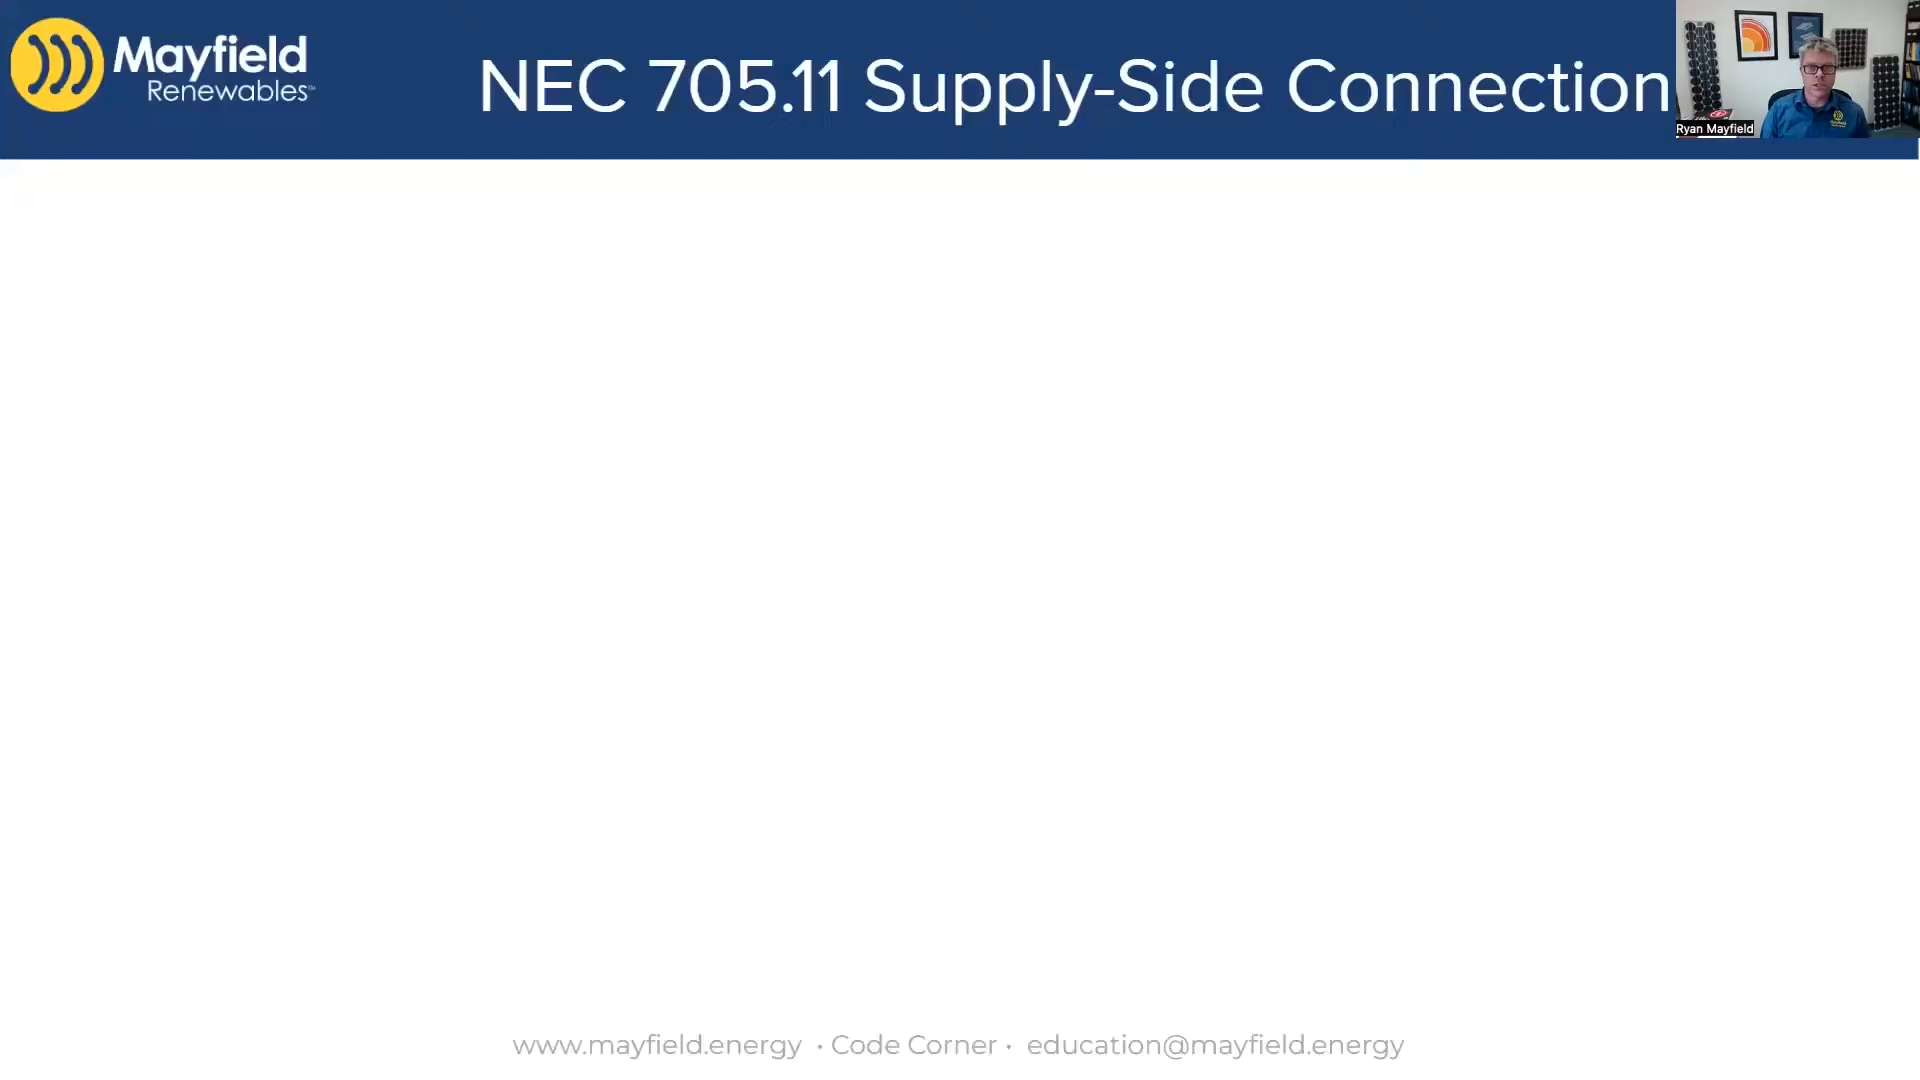 Mayfield
Renewables
NEC 705.11 Supply-Side Connection
Ryan Mayfield
www.mayfield.energy · Code Corner · education@mayfield.energy